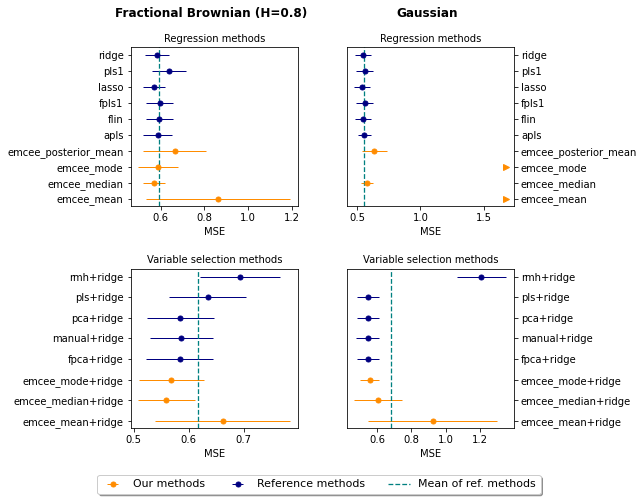 Fractional Brownian (H=0.8)
Gaussian
Regression methods
ridge
pls1
lasso
fpls1
flin
apls
emcee_posterior_mean
emcee_mode
emcee_median
emcee_mean
0.6 0.8 1.0 1.2
MSE
Regression methods
ridge
pls1
lasso
fpls1
flin
apls
emcee_posterior_mean
emcee_mode
emcee_median
emcee_mean
0.5 1.0 1.5
MSE
Variable selection methods
rmh+ridge
pls+ridge
pca+ridge
manual+ridge
fpca+ridge
emcee_mode+ridge
emcee_median+ridge
emcee_mean+ridge
0.5 0.6 0.7
MSE
Variable selection methods
rmh+ridge
pls+ridge
pca+ridge
manual+ridge
fpca+ridge
emcee_mode+ridge
emcee_median+ridge
emcee_mean+ridge
0.6 0.8 1.0 1.2
MSE
Our methods Reference methods Mean of ref. methods